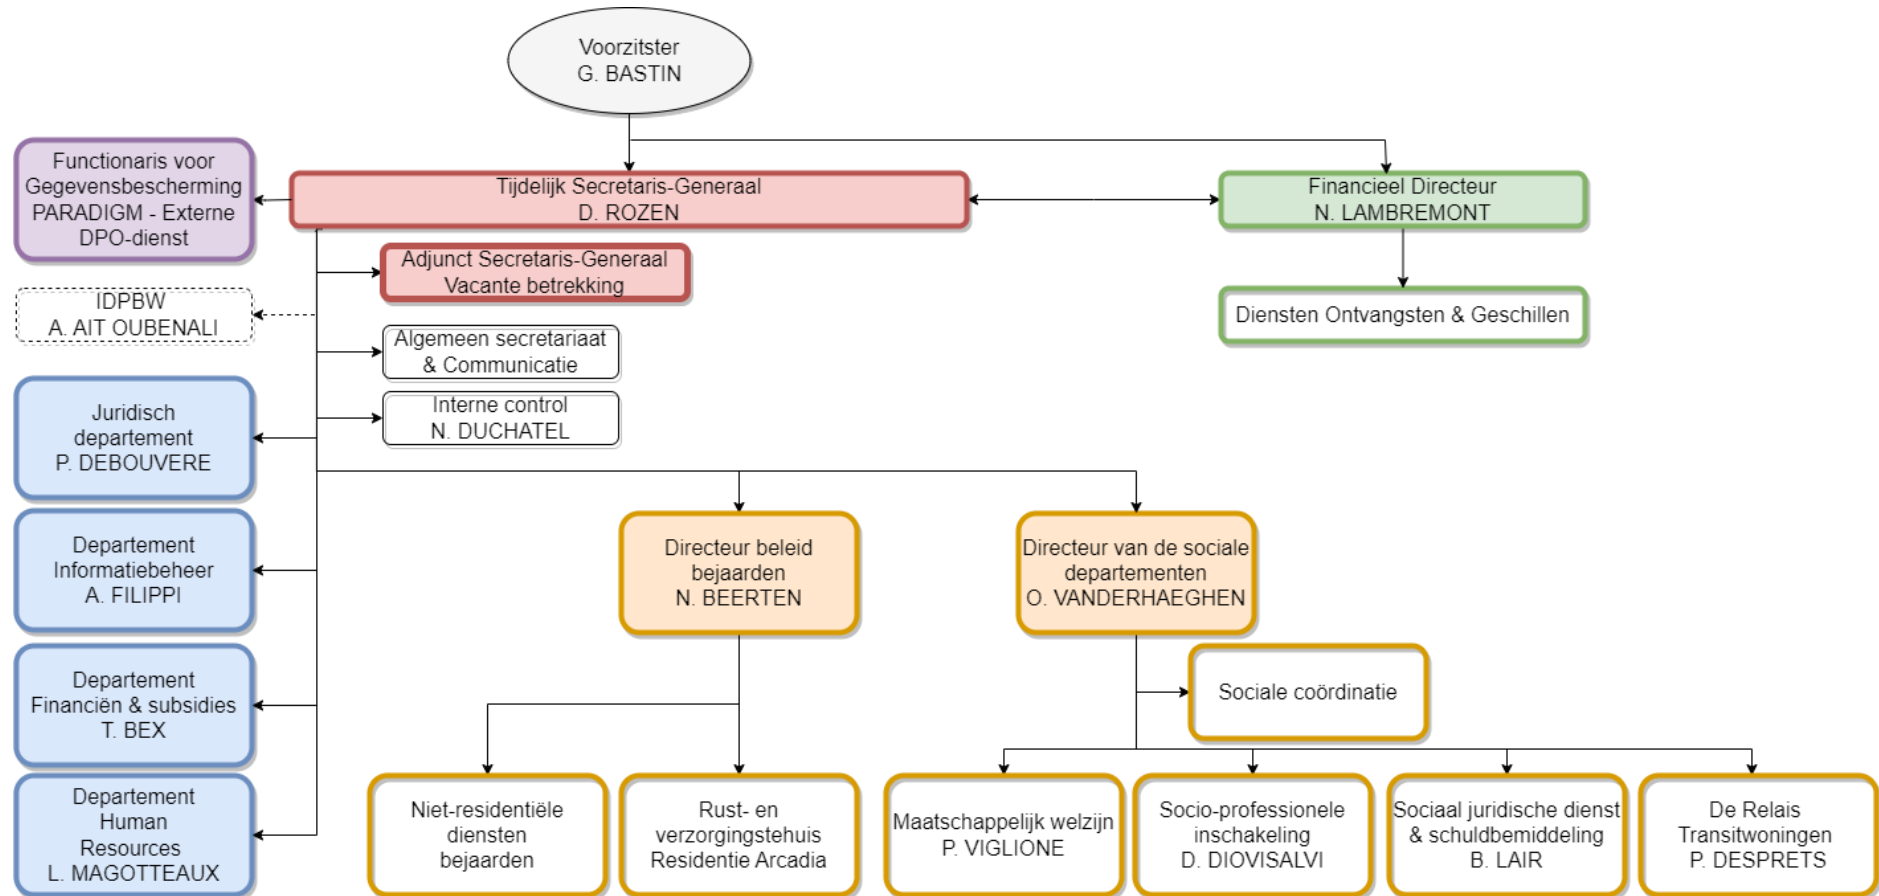 Voorzitster
G. BASTIN
Functionaris voor
Gegevensbescherming
PARADIGM - Externe
DPO-dienst
Tijdelijk Secretaris-Generaal
D. ROZEN
Financieel Directeur
N. LAMBREMONT
Adjunct Secretaris-Generaal
Vacante betrekking
IDPBW
A. AIT OUBENALI
Diensten Ontvangsten & Geschillen
Algemeen secretariaat
& Communicatie
Interne control
N. DUCHATEL
Juridisch
departement
P. DEBOUVERE
Departement
Informatiebeheer
A. FILIPPI
Directeur beleid
bejaarden
N. BEERTEN
Directeur van de sociale
departementen
O. VANDERHAEGHEN
Departement
Financiën & subsidies
T. BEX
Sociale coördinatie
Departement
Human
Resources
L. MAGOTTEAUX
Niet-residentiële
diensten
bejaarden
Rust- en
verzorgingstehuis
Residentie Arcadia
Maatschappelijk welzijn
P. VIGLIONE
Socio-professionele
inschakeling
D. DIOVISALVI
Sociaal juridische dienst
& schuldbemiddeling
B. LAIR
De Relais
Transitwoningen
P. DESPRETS